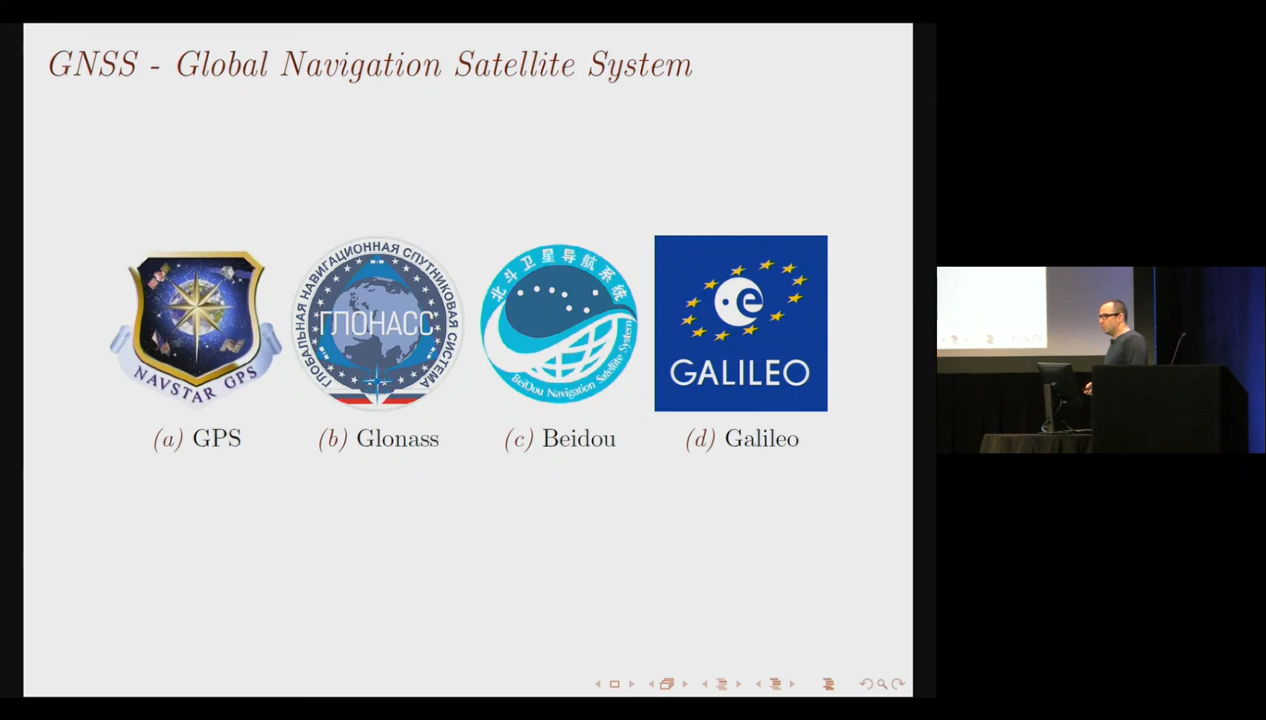 GNSS - Global Navigation Satellite System
NAVSTAR GPS
ГЛОБАЛЬНАЯ НАВИГАЦИОННАЯ СПУТНИКОВАЯ СИСТЕМА
ГЛОНАСС
北斗卫星导航系统
BeiDou Navigation Satellite System
GALILEO
(a) GPS
(b) Glonass
(c) Beidou
(d) Galileo